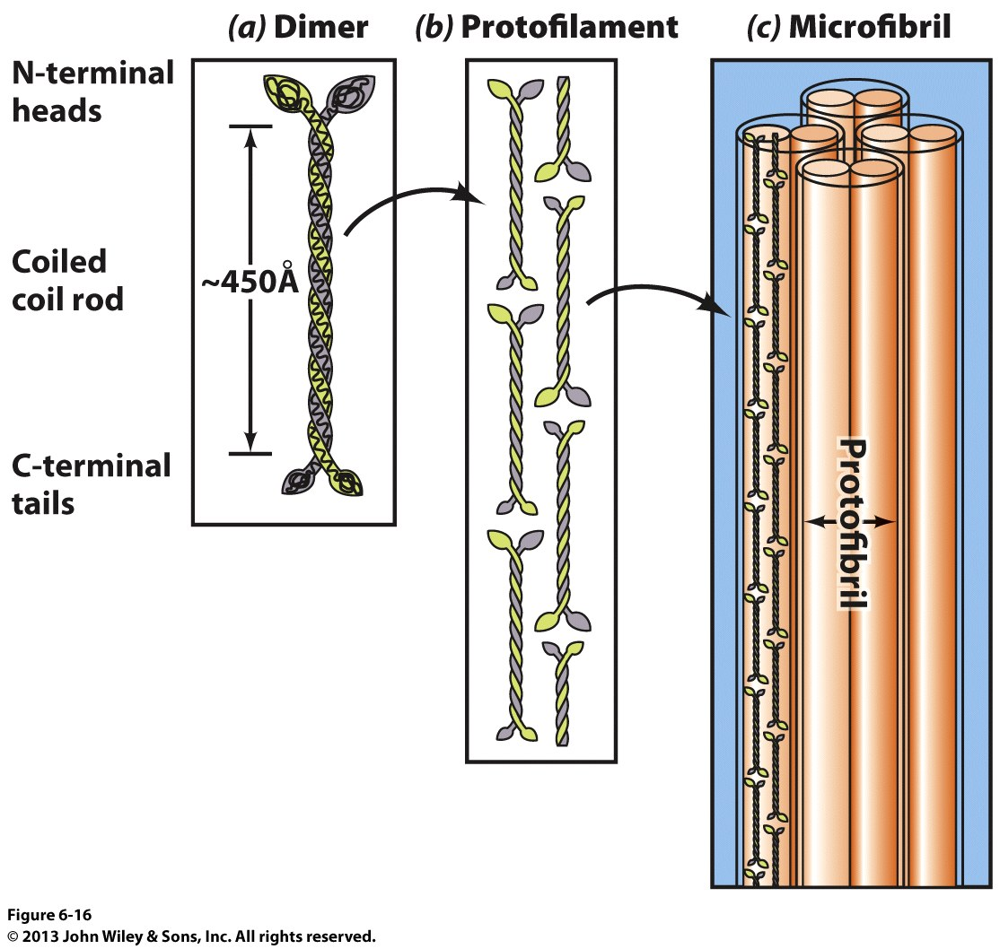 (a) Dimer
(b) Protofilament
(c) Microfibril
N-terminal
heads
Coiled
coil rod
~450Å
C-terminal
tails
Protofibril
Figure 6-16
© 2013 John Wiley & Sons, Inc. All rights reserved.